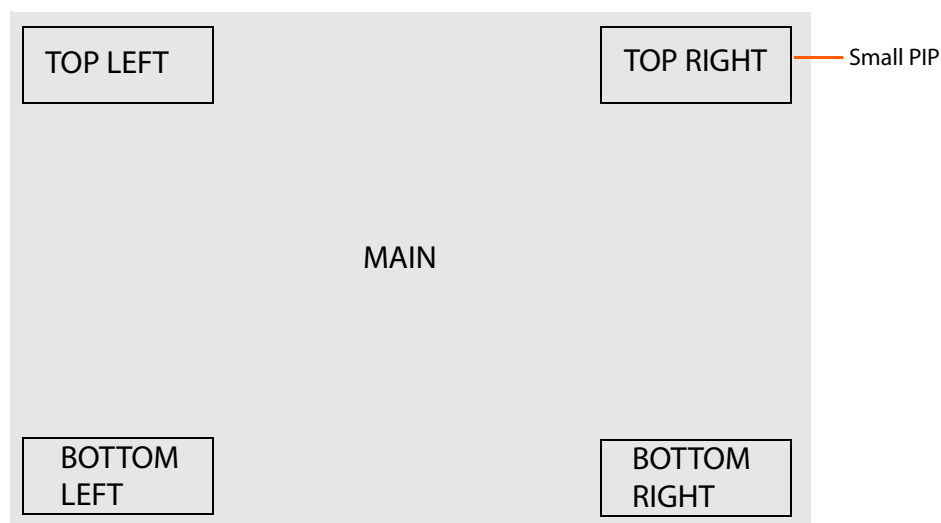 TOP LEFT
TOP RIGHT
Small PIP
MAIN
BOTTOM
LEFT
BOTTOM
RIGHT